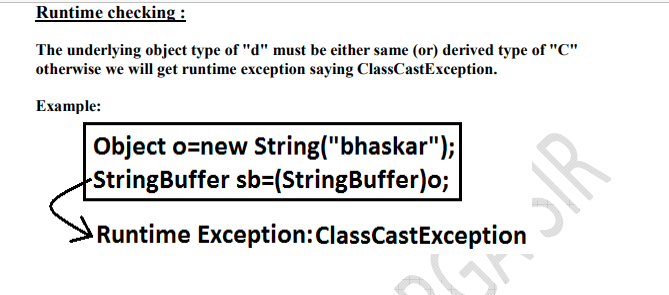 Runtime checking :
The underlying object type of "d" must be either same (or) derived type of "C"
otherwise we will get runtime exception saying ClassCastException.
Example:
Object o=new String("bhaskar");
StringBuffer sb=(StringBuffer)o;
Runtime Exception:ClassCastException
SIR